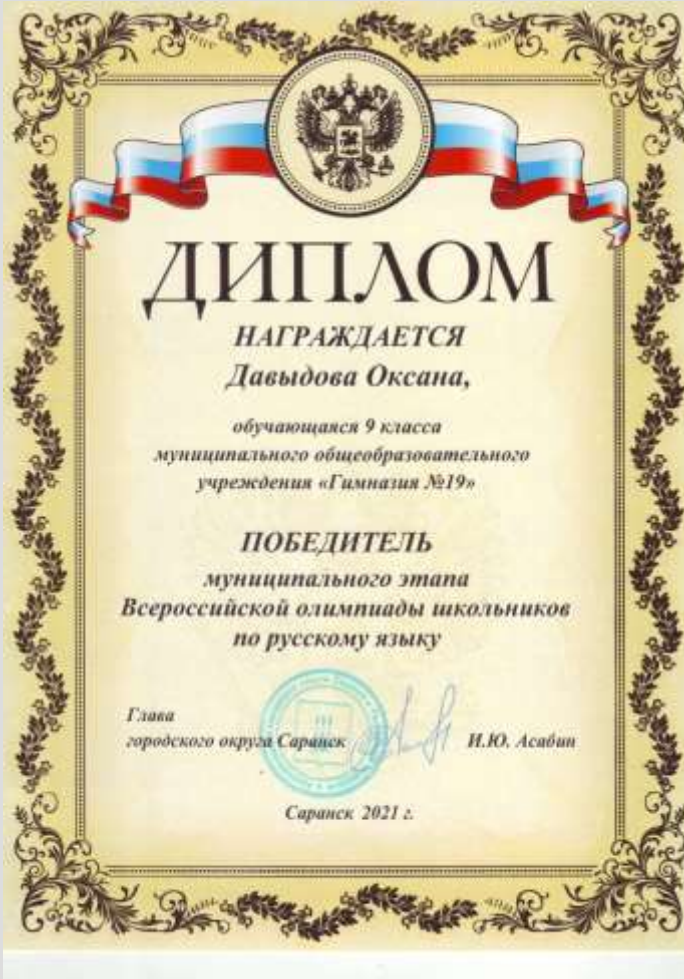 ДИПЛОМ
НАГРАЖДАЕТСЯ
Давыдова Оксана,
обучающаяся 9 класса
муниципального общеобразовательного
учреждения «Гимназия №19»
ПОБЕДИТЕЛЬ
муниципального этапа
Всероссийской олимпиады школьников
по русскому языку
Глава
городского округа Саранск
И.Ю. Асабин
Саранск 2021 г.